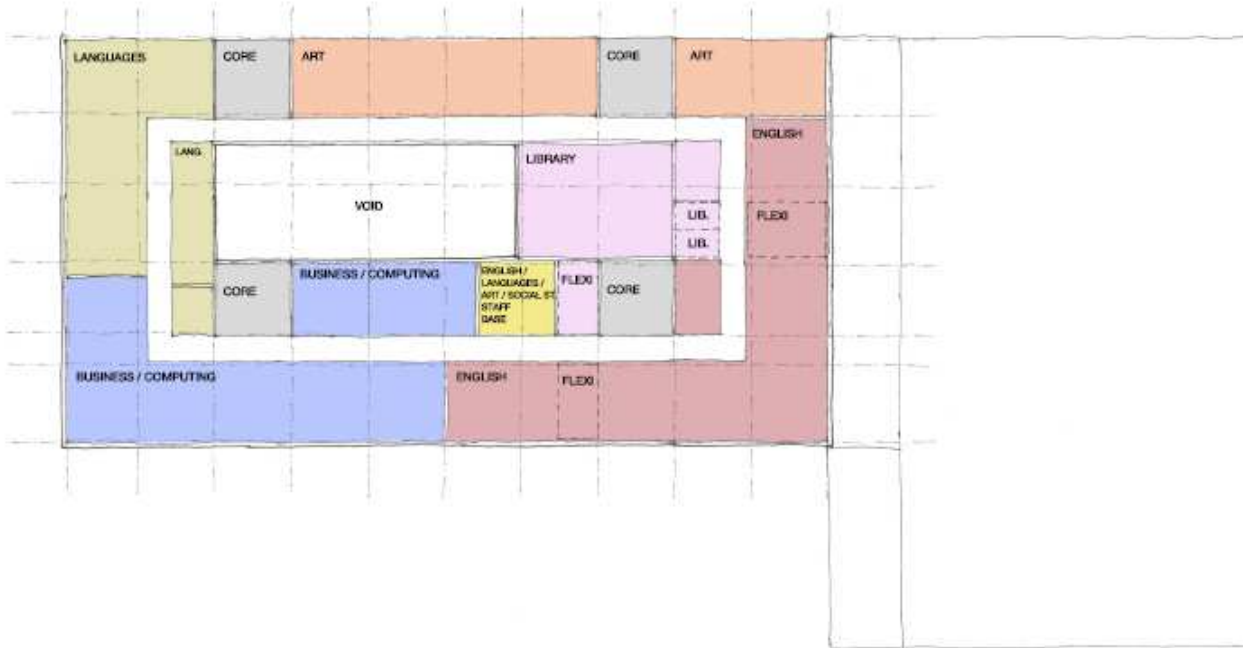 LANGUAGES
CORE
ART
CORE
ART
ENGLISH
LANG
LIBRARY
VOID
LIB.
FLEXI
LIB.
BUSINESS / COMPUTING
ENGLISH /
LANGUAGES /
ART / SOCIAL ST.
STAFF
BASE
FLEXI
CORE
CORE
BUSINESS / COMPUTING
ENGLISH
FLEXI